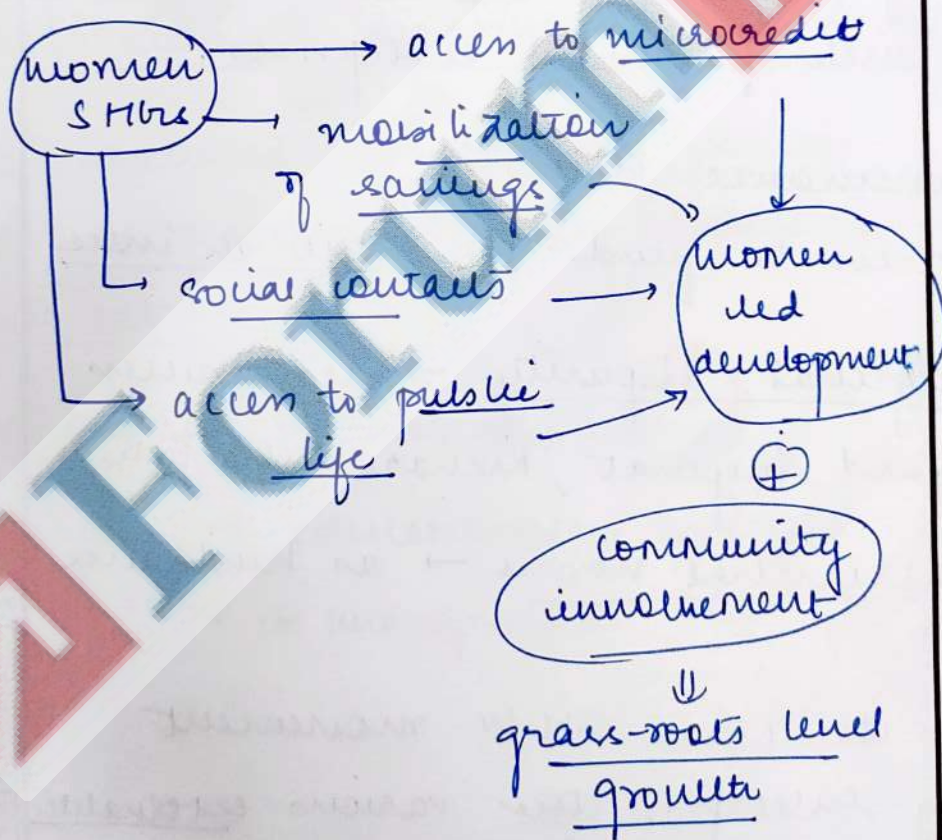 women
SHGs
access to microcredit
mobilization
of savings
social contacts
access to public
life
women
led
development
+
community
involvement
⇓
grass-roots level
growth
Forum